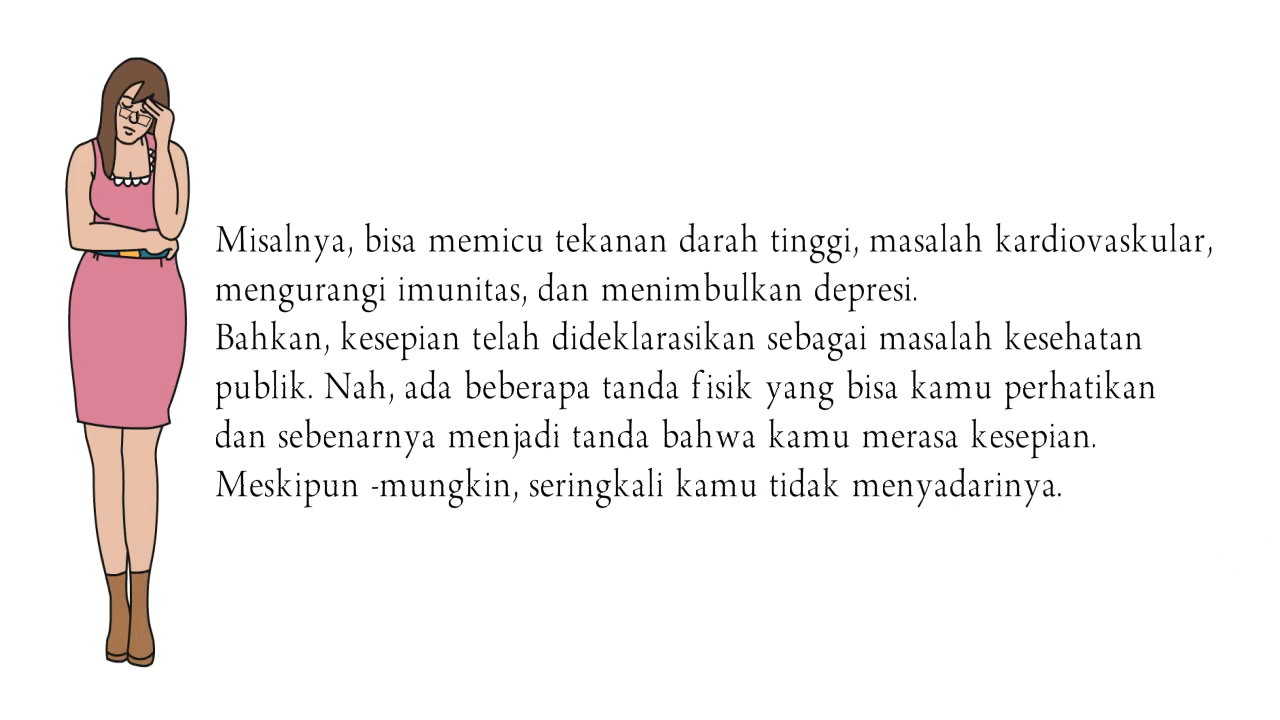 Misalnya, bisa memicu tekanan darah tinggi, masalah kardiovaskular,
mengurangi imunitas, dan menimbulkan depresi.
Bahkan, kesepian telah dideklarasikan sebagai masalah kesehatan
publik. Nah, ada beberapa tanda fisik yang bisa kamu perhatikan
dan sebenarnya menjadi tanda bahwa kamu merasa kesepian.
Meskipun -mungkin, seringkali kamu tidak menyadarinya.